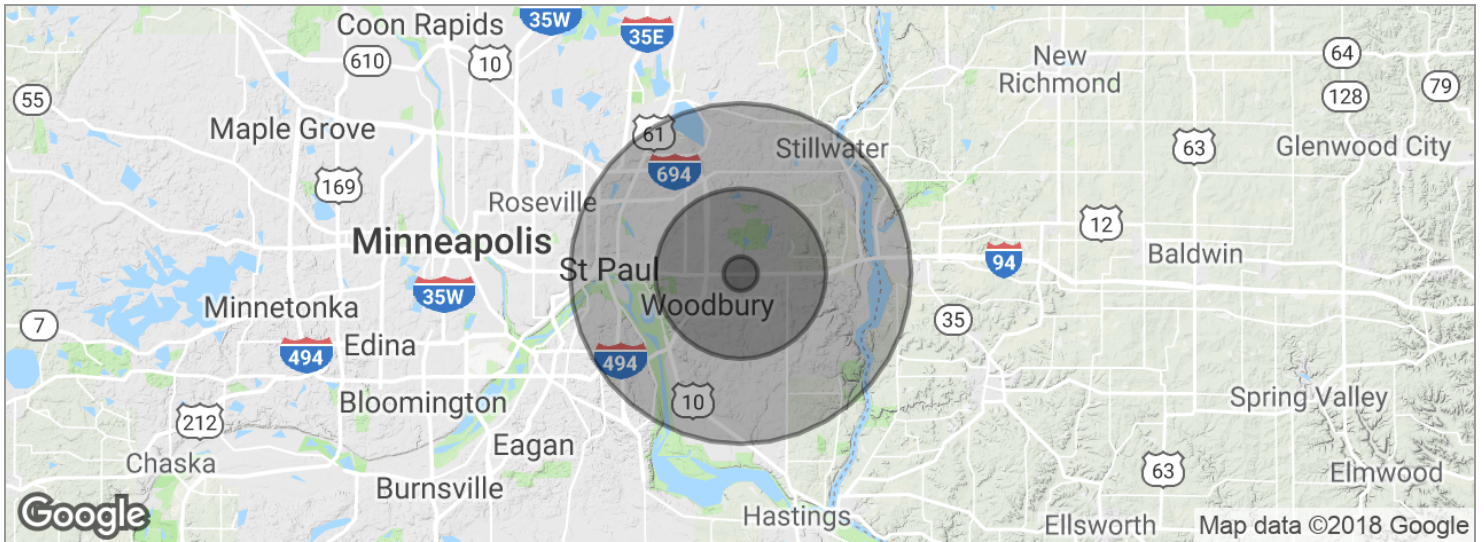 Coon Rapids
35W
35E
610
10
New
Richmond
64
55
128
79
Maple Grove
61
Stillwater
63
Glenwood City
694
169
Roseville
12
Minneapolis
94
Baldwin
St Paul
35W
Woodbury
Minnetonka
7
35
494
Edina
494
10
Bloomington
Spring Valley
212
Eagan
Chaska
63
Elmwood
Burnsville
Google
Hastings
Ellsworth
Map data ©2018 Google